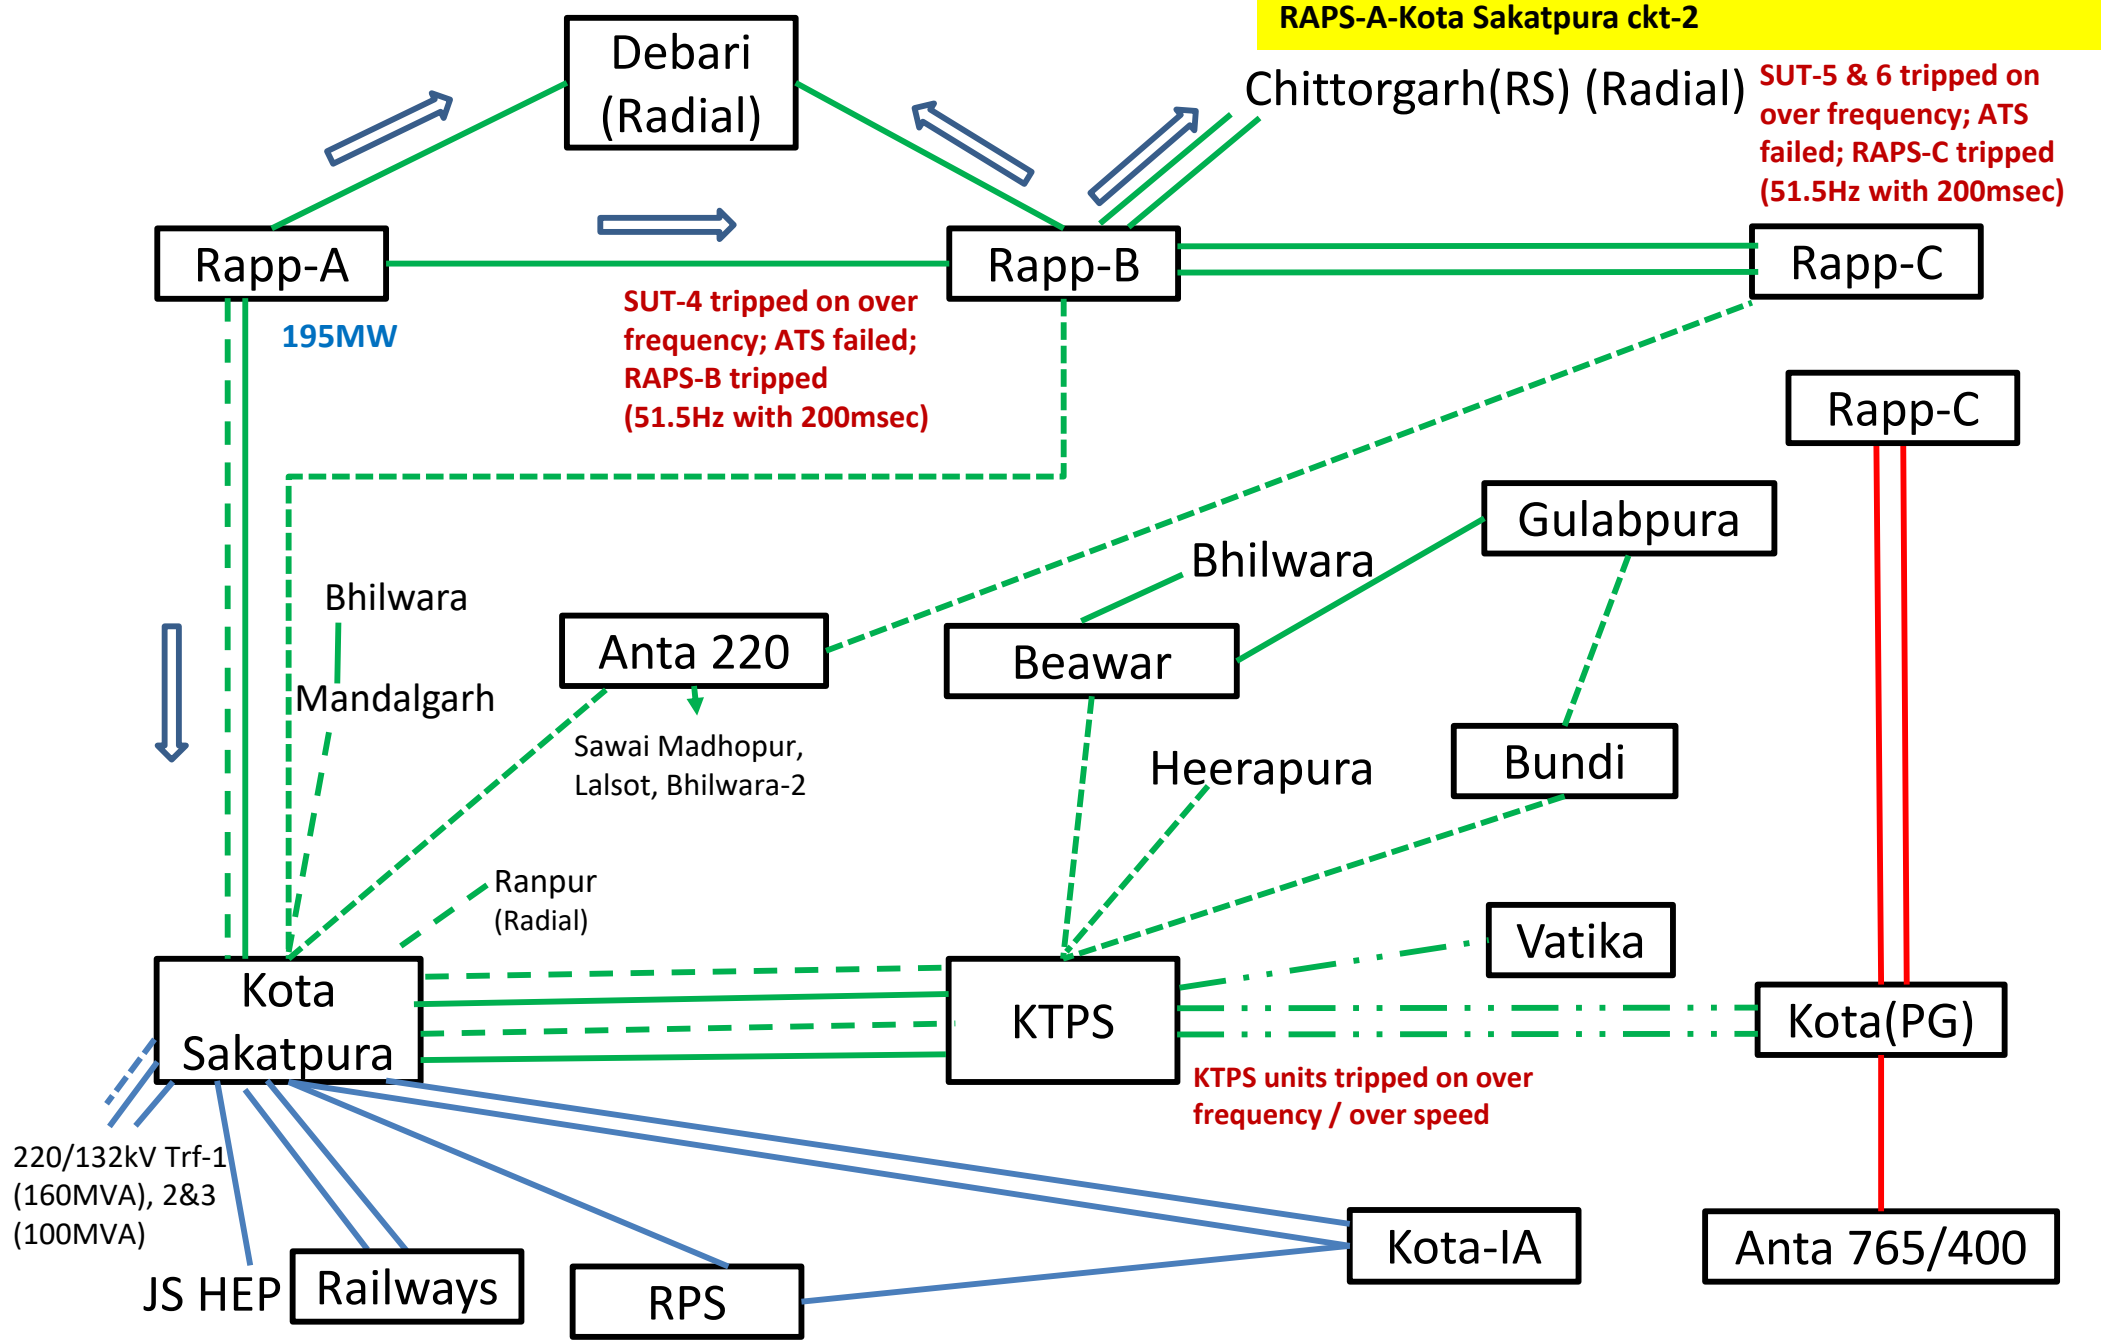 RAPS-A-Kota Sakatpura ckt-2
Debari
(Radial)
Chittorgarh(RS) (Radial)
SUT-5 & 6 tripped on
over frequency; ATS
failed; RAPS-C tripped
(51.5Hz with 200msec)
Rapp-A
Rapp-B
Rapp-C
195MW
SUT-4 tripped on over
frequency; ATS failed;
RAPS-B tripped
(51.5Hz with 200msec)
Rapp-C
Gulabpura
Bhilwara
Bhilwara
Anta 220
Beawar
Mandalgarh
Sawai Madhopur,
Lalsot, Bhilwara-2
Heerapura
Bundi
Ranpur
(Radial)
Vatika
Kota
Sakatpura
KTPS
Kota(PG)
KTPS units tripped on over
frequency / over speed
220/132kV Trf-1
(160MVA), 2&3
(100MVA)
JS HEP
Railways
RPS
Kota-IA
Anta 765/400